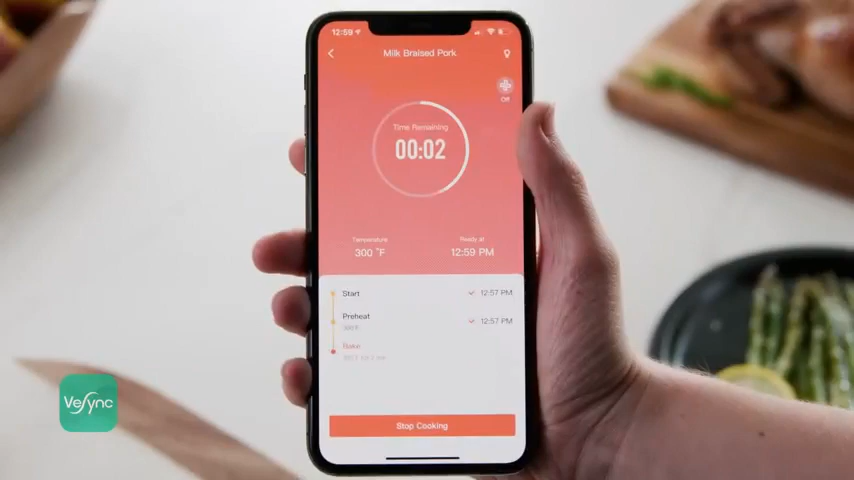 12:59
Milk Braised Pork
Off
Time Remaining
00:02
Temperature
Ready at
300 °F
12:59 PM
Start
12:57 PM
Preheat
12:57 PM
300°F
Bake
Stop Cooking
VeSync